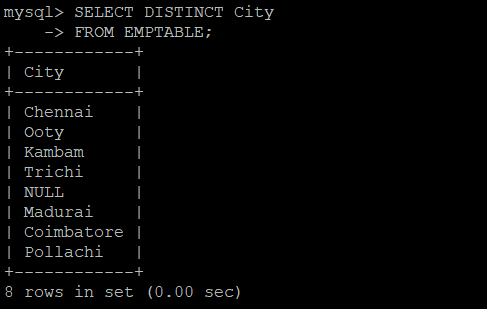 mysql> SELECT DISTINCT City
    -> FROM EMPTABLE;
+------------+
| City       |
+------------+
| Chennai    |
| Ooty       |
| Kambam     |
| Trichi     |
| NULL       |
| Madurai    |
| Coimbatore |
| Pollachi   |
+------------+
8 rows in set (0.00 sec)